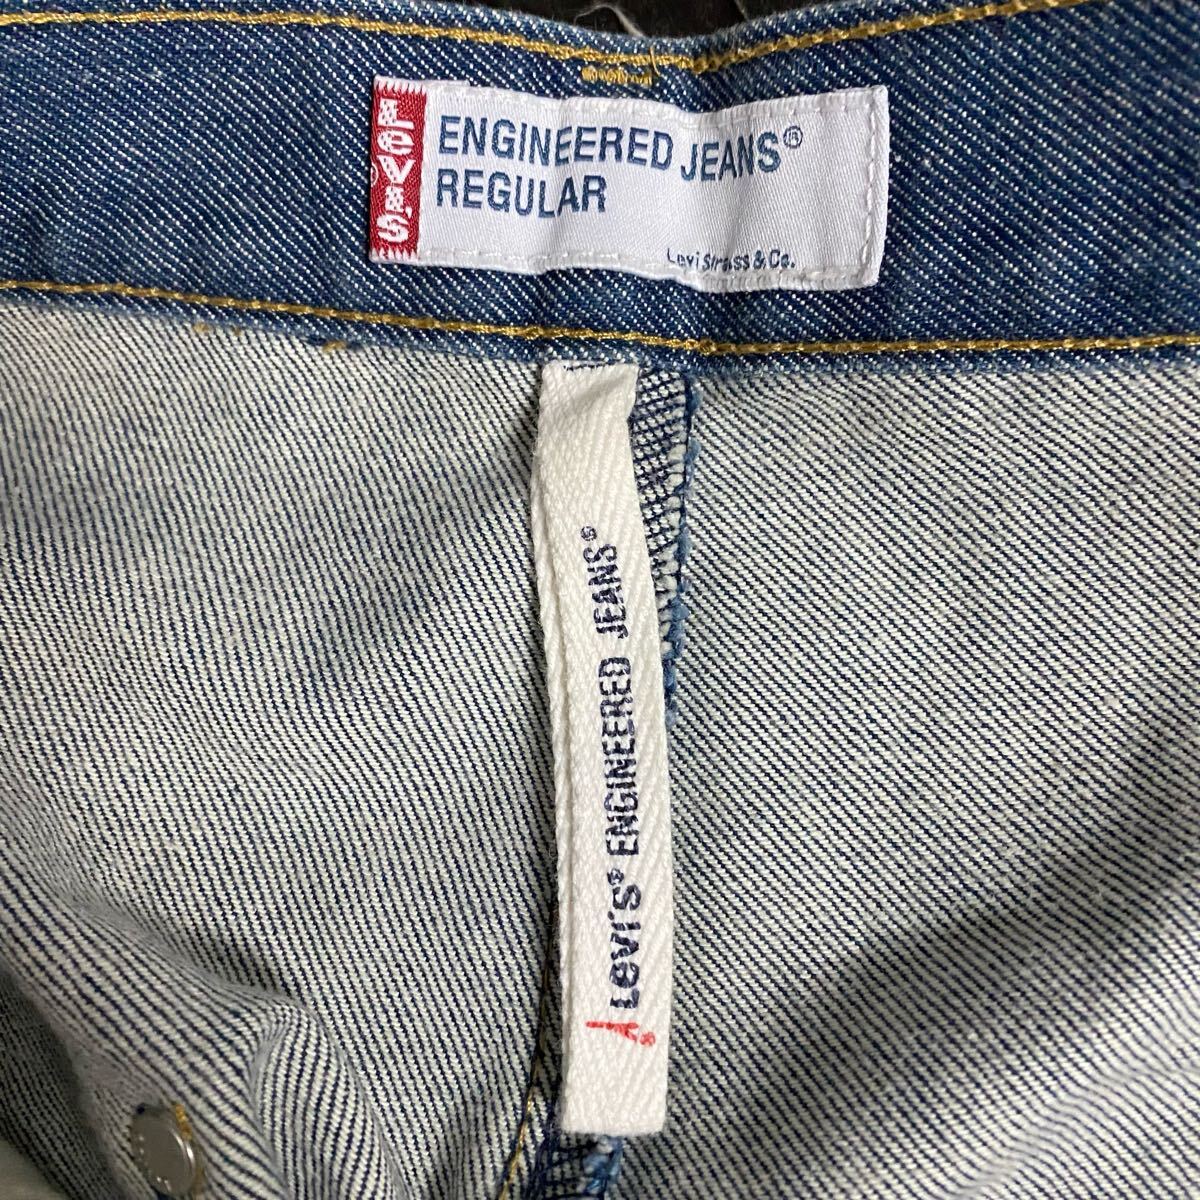 LEVI'S ®
ENGINEERED JEANS®
REGULAR
Levi Strauss & Co.
Levi's® ENGINEERED JEANS®